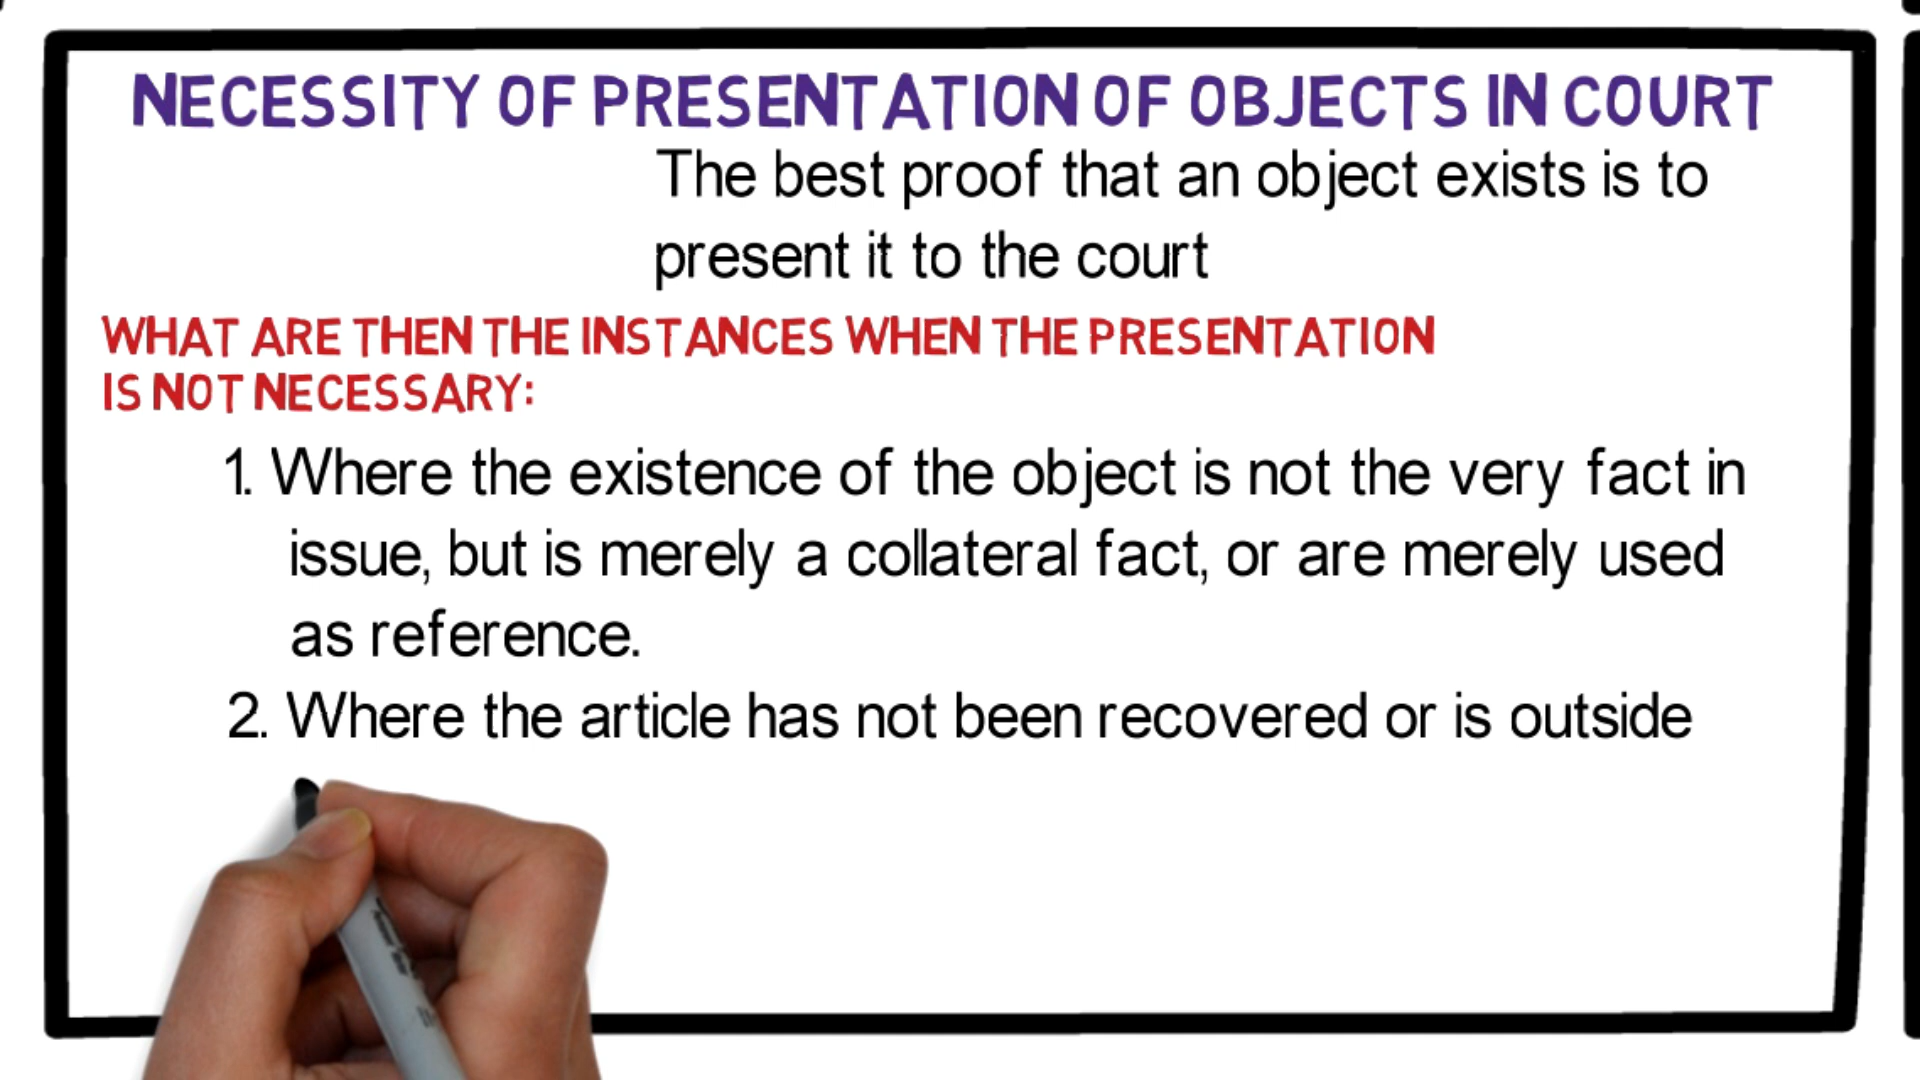 NECESSITY OF PRESENTATION OF OBJECTS IN COURT
The best proof that an object exists is to
present it to the court
WHAT ARE THEN THE INSTANCES WHEN THE PRESENTATION
IS NOT NECESSARY:
1. Where the existence of the object is not the very fact in
issue, but is merely a collateral fact, or are merely used
as reference.
2. Where the article has not been recovered or is outside